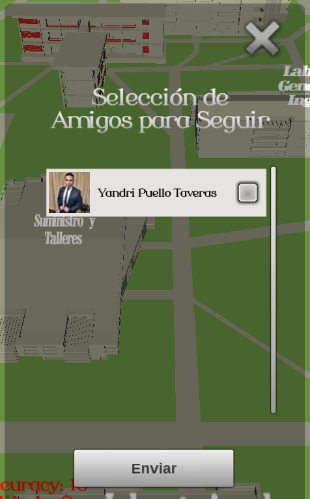 Selección de
Amigos para Seguir
Yandri Puello Taveras
Suministro y
Talleres
Enviar